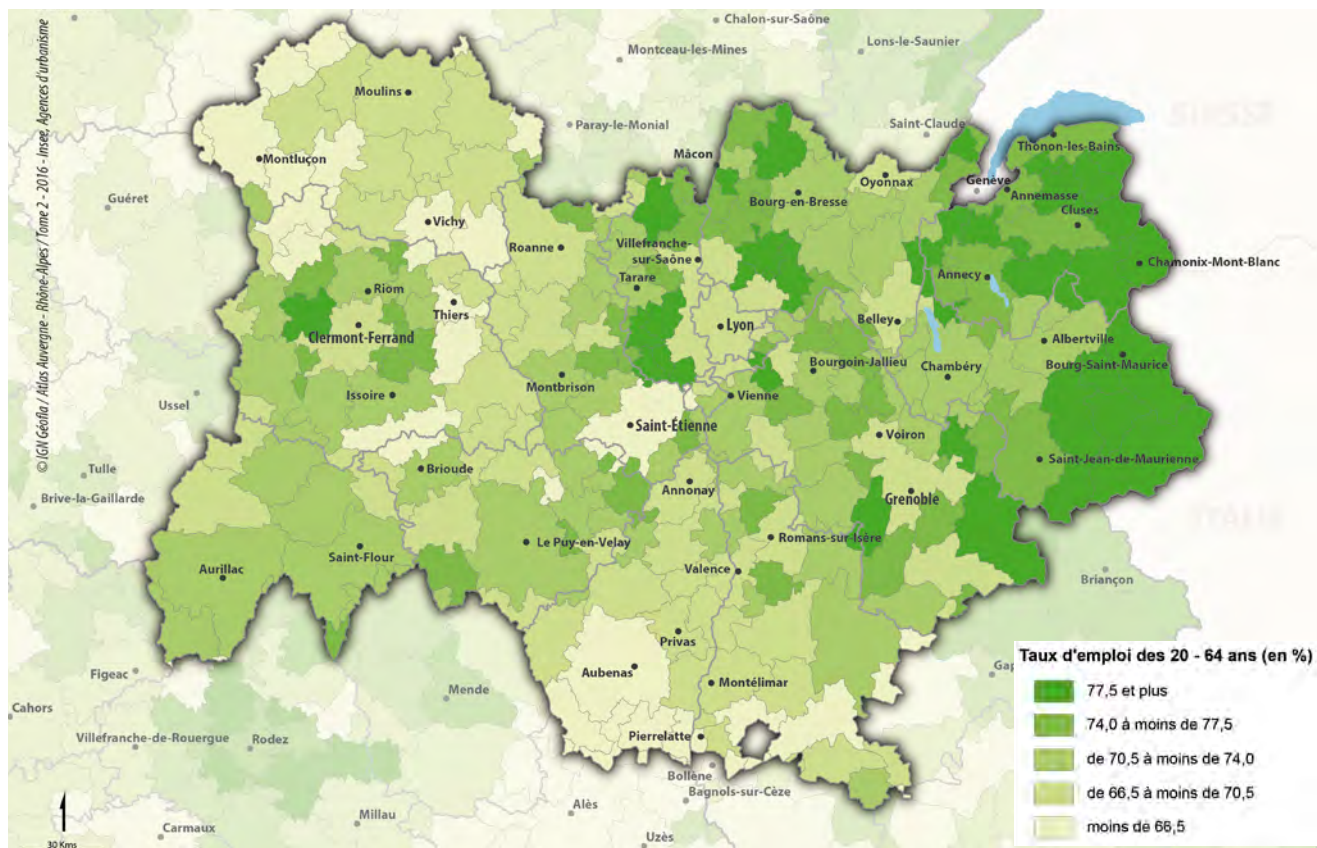 © IGN Géofla / Atlas Auvergne - Rhône-Alpes / Tome 2 - 2016 - Insee, Agences d'urbanisme
Chalon-sur-Saône
Lons-le-Saunier
Montceau-les-Mines
Moulins
SUISSE
Paray-le-Monial
Saint-Claude
Thonon-les-Bains
Mâcon
Montluçon
Oyonnax
Genève
Annemasse
Guéret
Bourg-en-Bresse
Cluses
Vichy
Roanne
Villefranche-
sur-Saône
Chamonix-Mont-Blanc
Annecy
Tarare
Riom
Thiers
Belley
Clermont-Ferrand
Lyon
Albertville
Bourgoin-Jallieu
Chambéry
Bourg-Saint-Maurice
Montbrison
Ussel
Issoire
Vienne
Saint-Étienne
Voiron
Saint-Jean-de-Maurienne
Tulle
Brioude
Brive-la-Gaillarde
Annonay
Grenoble
ITALIE
Le Puy-en-Velay
Romans-sur-Isère
Saint-Flour
Aurillac
Valence
Briançon
Privas
Figeac
Aubenas
Gap
Mende
Montélimar
Cahors
Villefranche-de-Rouergue
Rodez
Pierrelatte
Bollène
Bagnols-sur-Cèze
Alès
Millau
Carmaux
Uzès
30 Kms
Taux d'emploi des 20 - 64 ans (en %)
77,5 et plus
74,0 à moins de 77,5
de 70,5 à moins de 74,0
de 66,5 à moins de 70,5
moins de 66,5